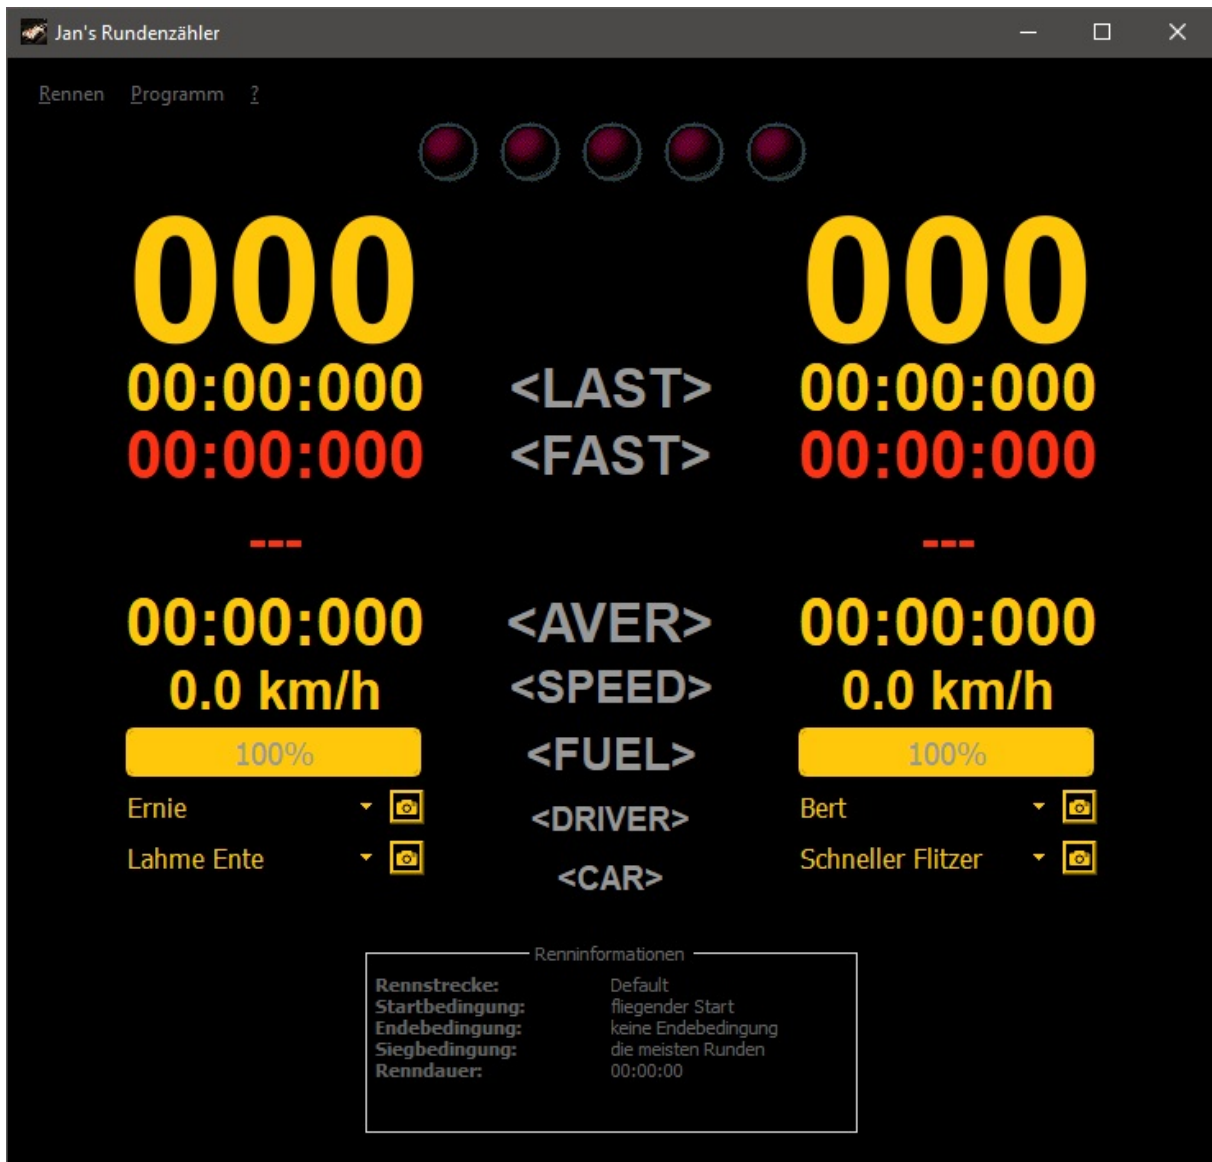 Jan's Rundenzähler
Rennen Programm ?
000 000
00:00:000 <LAST> 00:00:000
00:00:000 <FAST> 00:00:000
--- ---
00:00:000 <AVER> 00:00:000
0.0 km/h <SPEED> 0.0 km/h
100% <FUEL> 100%
Ernie <DRIVER> Bert
Lahme Ente <CAR> Schneller Flitzer
Renninformationen
Rennstrecke: Default
Startbedingung: fliegender Start
Endebedingung: keine Endebedingung
Siegbedingung: die meisten Runden
Renndauer: 00:00:00